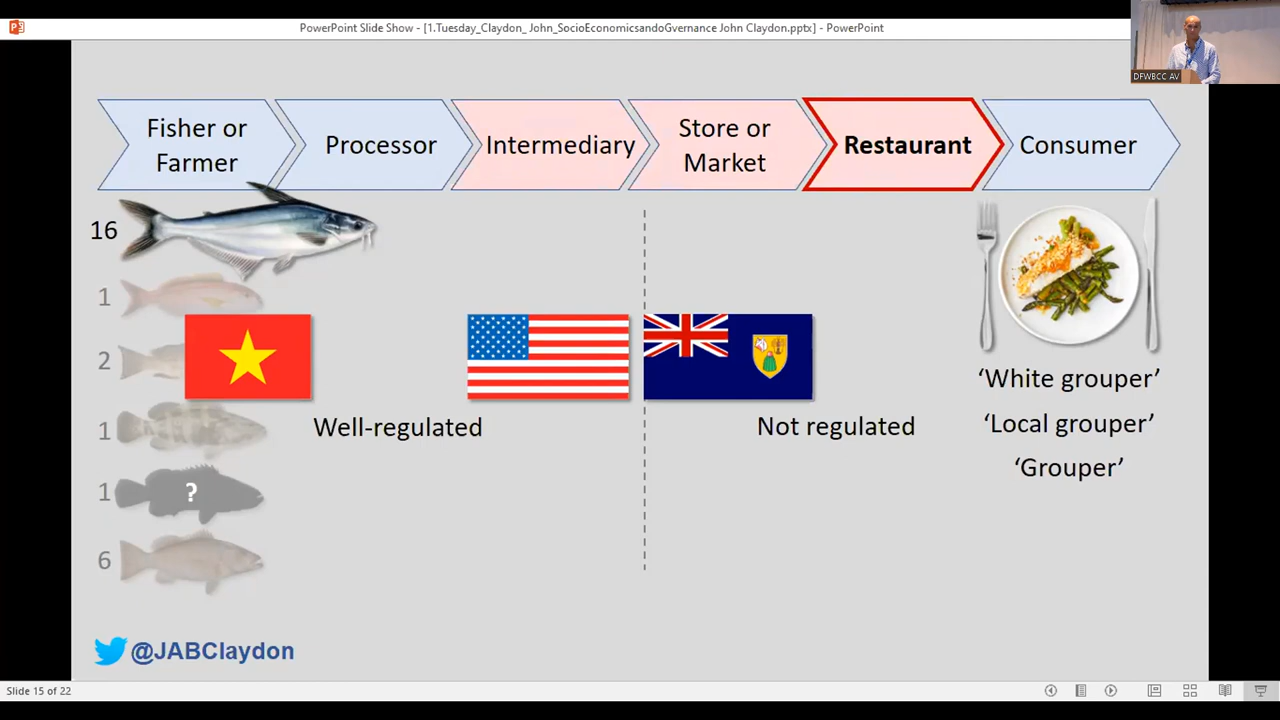 PowerPoint Slide Show - [1.Tuesday_Claydon_ John_SocioEconomicsandoGvernance John Claydon.pptx] - PowerPoint
DFWBCC AV
Fisher or
Farmer
Processor
Intermediary
Store or
Market
Restaurant
Consumer
16
1
2
1
1
?
6
Well-regulated
Not regulated
‘White grouper’
‘Local grouper’
‘Grouper’
@JABClaydon
Slide 15 of 22